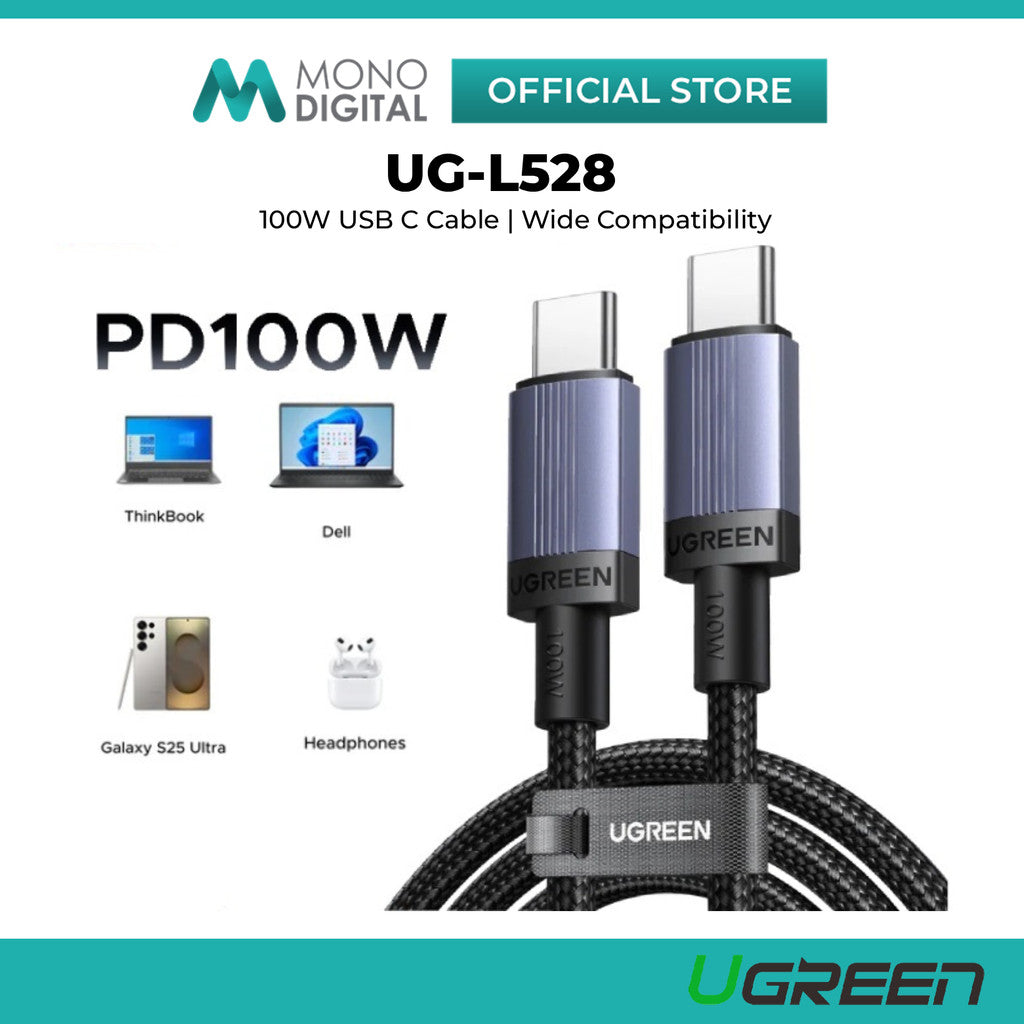 MONO
DIGITAL
OFFICIAL STORE
UG-L528
100W USB C Cable | Wide Compatibility
PD100W
ThinkBook
Dell
Galaxy S25 Ultra
Headphones
UGREEN
100W
UGREEN
100W
UGREEN
UGREEN